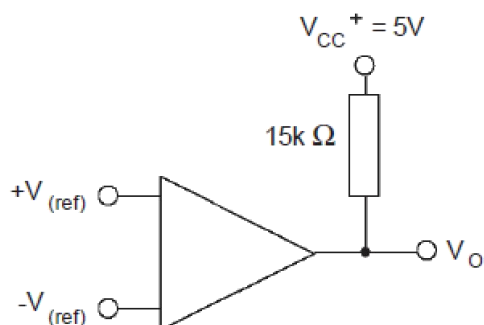 VCC+ = 5V
15k Ω
+V(ref)
VO
-V(ref)